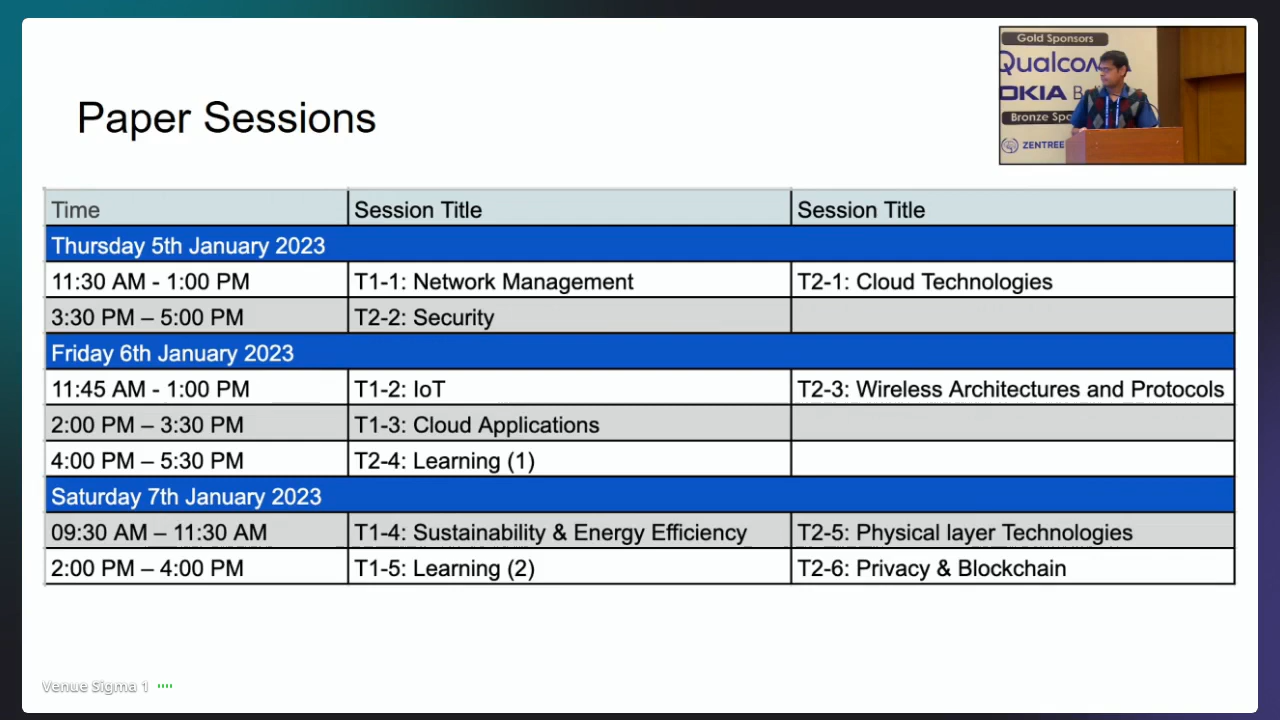 Gold Sponsors
Qualco
OKIA B
Bronze Spo
ZENTREE
Paper Sessions
Time Session Title Session Title
Thursday 5th January 2023
11:30 AM - 1:00 PM T1-1: Network Management T2-1: Cloud Technologies
3:30 PM – 5:00 PM T2-2: Security
Friday 6th January 2023
11:45 AM - 1:00 PM T1-2: IoT T2-3: Wireless Architectures and Protocols
2:00 PM – 3:30 PM T1-3: Cloud Applications
4:00 PM – 5:30 PM T2-4: Learning (1)
Saturday 7th January 2023
09:30 AM – 11:30 AM T1-4: Sustainability & Energy Efficiency T2-5: Physical layer Technologies
2:00 PM – 4:00 PM T1-5: Learning (2) T2-6: Privacy & Blockchain
Venue Sigma 1